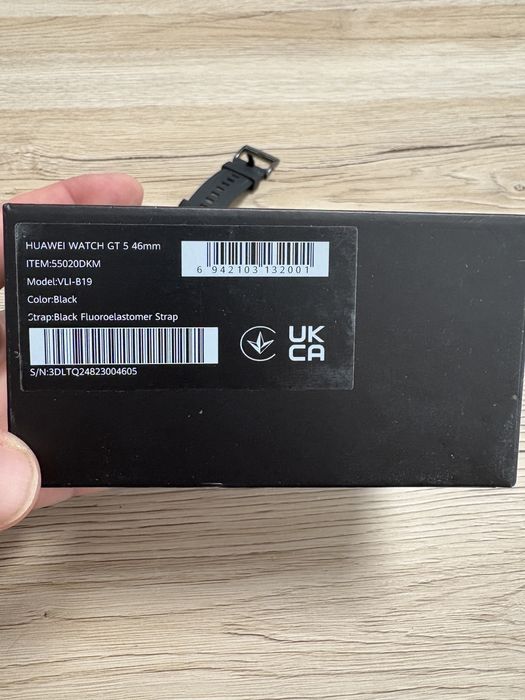 HUAWEI WATCH GT 5 46mm
ITEM:55020DKM
Model:VLI-B19
Color:Black
Strap:Black Fluoroelastomer Strap
6 942103 132001
S/N:3DLTQ24823004605
UK
CA